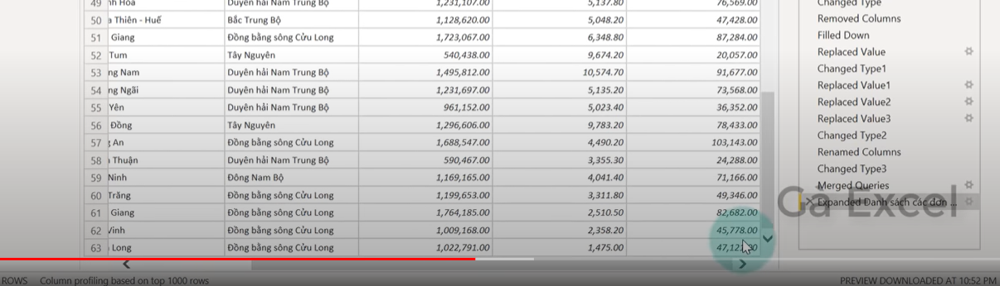 49 nh Hòa Duyên hải Nam Trung Bộ 1,231,107.00 5,137.80 76,569.00
50 a Thiên - Huế Bắc Trung Bộ 1,128,620.00 5,048.20 47,428.00
51 Giang Đồng bằng sông Cửu Long 1,723,067.00 6,348.80 87,284.00
52 Tum Tây Nguyên 540,438.00 9,674.20 20,057.00
53 ng Nam Duyên hải Nam Trung Bộ 1,495,812.00 10,574.70 91,677.00
54 ng Ngãi Duyên hải Nam Trung Bộ 1,231,697.00 5,135.20 73,568.00
55 Yên Duyên hải Nam Trung Bộ 961,152.00 5,023.40 36,352.00
56 Đồng Tây Nguyên 1,296,606.00 9,783.20 78,433.00
57 g An Đồng bằng sông Cửu Long 1,688,547.00 4,490.20 103,143.00
58 n Thuận Duyên hải Nam Trung Bộ 590,467.00 3,355.30 24,288.00
59 Ninh Đông Nam Bộ 1,169,165.00 4,041.40 71,166.00
60 Trăng Đồng bằng sông Cửu Long 1,199,653.00 3,311.80 49,346.00
61 Giang Đồng bằng sông Cửu Long 1,764,185.00 2,510.50 82,682.00
62 Vinh Đồng bằng sông Cửu Long 1,009,168.00 2,358.20 45,778.00
63 Long Đồng bằng sông Cửu Long 1,022,791.00 1,475.00
Changed Type
Removed Columns
Filled Down
Replaced Value
Changed Type1
Replaced Value1
Replaced Value2
Replaced Value3
Changed Type2
Renamed Columns
Changed Type3
Merged Queries
Expanded Danh sách các đơn ...
Gà Excel
ROWS Column profiling based on top 1000 rows
PREVIEW DOWNLOADED AT 10:52 PM